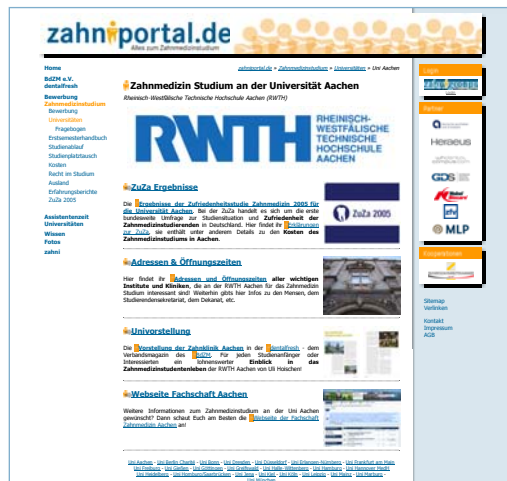 zahniportal.de
Alles zum Zahnmedizinstudium
Home
BdZM e.V.
dentalfresh
Bewerbung
Zahnmedizinstudium
Bewerbung
Universitäten
Fragebogen
Erstsemesterhandbuch
Studienablauf
Studienplatztausch
Kosten
Recht im Studium
Ausland
Erfahrungsberichte
ZuZa 2005
Assistentenzeit
Universitäten
Wissen
Fotos
zahni
zahniportal.de » Zahnmedizinstudium » Universitäten » Uni Aachen
Zahnmedizin Studium an der Universität Aachen
Rheinisch-Westfälische Technische Hochschule Aachen (RWTH)
RWTH
RHEINISCH-
WESTFÄLISCHE
TECHNISCHE
HOCHSCHULE
AACHEN
ZuZa Ergebnisse
Die Ergebnisse der Zufriedenheitsstudie Zahnmedizin 2005 für
die Universität Aachen. Bei der ZuZa handelt es sich um die erste
bundesweite Umfrage zur Studiensituation und Zufriedenheit der
Zahnmedizinstudierenden in Deutschland. Hier findet ihr Erklärungen
zur ZuZa, sie enthält unter anderem Details zu den Kosten des
Zahnmedizinstudiums in Aachen.
ZuZa 2005
Adressen & Öffnungszeiten
Hier findet ihr Adressen und Öffnungszeiten aller wichtigen
Institute und Kliniken, die an der RWTH Aachen für das Zahnmedizin
Studium interessant sind! Weiterhin gibts hier Infos zu den Mensen, dem
Studierendensekretariat, dem Dekanat, etc.
Univorstellung
Die Vorstellung der Zahnklinik Aachen in der dentalfresh - dem
Verbandsmagazin des BdZM. Für jeden Studienanfänger oder
Interessierten ein lohnenswerter Einblick in das
Zahnmedizinstudentenleben der RWTH Aachen von Uli Hoischen!
Webseite Fachschaft Aachen
Weitere Informationen zum Zahnmedizinstudium an der Uni Aachen
gewünscht? Dann schaut Euch am Besten die Webseite der Fachschaft
Zahnmedizin Aachen an!
Uni Aachen - Uni Berlin Charité - Uni Bonn - Uni Dresden - Uni Düsseldorf - Uni Erlangen-Nürnberg - Uni Frankfurt am Main
Uni Freiburg - Uni Gießen - Uni Göttingen - Uni Greifswald - Uni Halle-Wittenberg - Uni Hamburg - Uni Hannover MedH
Uni Heidelberg - Uni Homburg/Saarbrücken - Uni Jena - Uni Kiel - Uni Köln - Uni Leipzig - Uni Mainz - Uni Marburg -
Uni München
Login
Partner
Heraeus
GDS
Nobel
Biocare
zfv
MLP
Kooperationen
Sitemap
Verlinken
Kontakt
Impressum
AGB